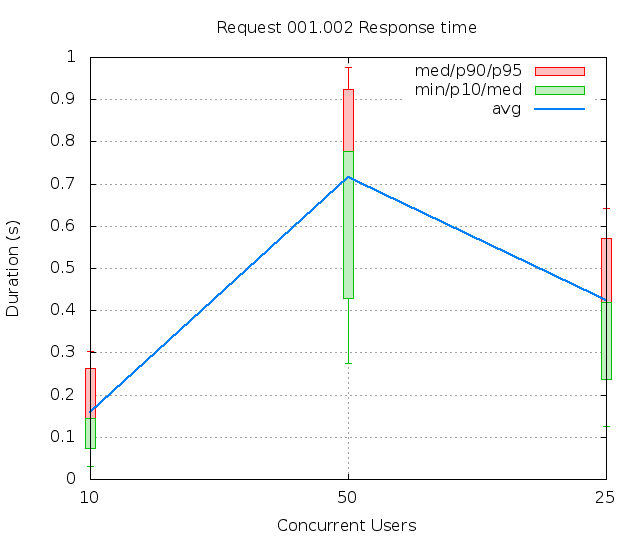 Request 001.002 Response time
1
0.9
0.8
0.7
0.6
0.5
0.4
0.3
0.2
0.1
0
med/p90/p95
min/p10/med
avg
Duration (s)
10 50 25
Concurrent Users